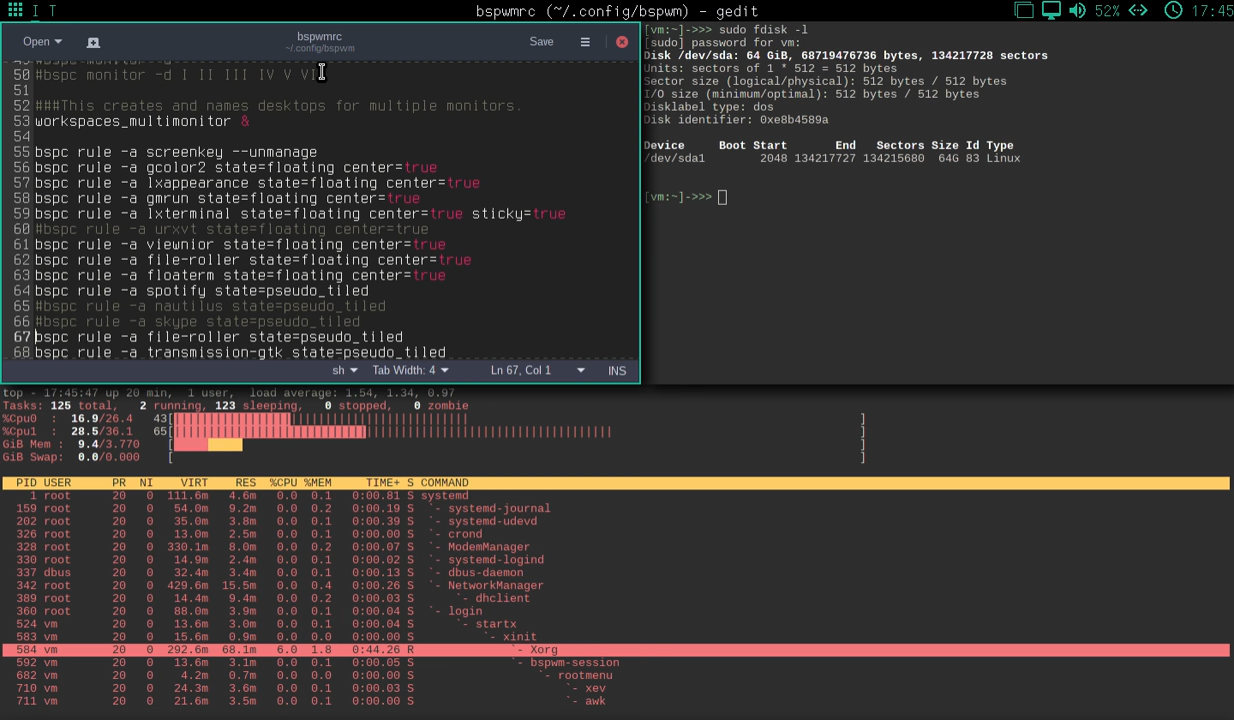 I T
bspwmrc (~/.config/bspwm) - gedit
52%
17:45
Open
bspwmrc
~/.config/bspwm
Save
50 #bspc monitor -d I II III IV V VI
51
52 ###This creates and names desktops for multiple monitors.
53 workspaces_multimonitor &
54
55 bspc rule -a screenkey --unmanage
56 bspc rule -a gcolor2 state=floating center=true
57 bspc rule -a lxappearance state=floating center=true
58 bspc rule -a gmrun state=floating center=true
59 bspc rule -a lxterminal state=floating center=true sticky=true
60 #bspc rule -a urxvt state=floating center=true
61 bspc rule -a viewnior state=floating center=true
62 bspc rule -a file-roller state=floating center=true
63 bspc rule -a floaterm state=floating center=true
64 bspc rule -a spotify state=pseudo_tiled
65 #bspc rule -a nautilus state=pseudo_tiled
66 #bspc rule -a skype state=pseudo_tiled
67 bspc rule -a file-roller state=pseudo_tiled
68 bspc rule -a transmission-gtk state=pseudo_tiled
sh Tab Width: 4 Ln 67, Col 1 INS
[vm:~]->>> sudo fdisk -l
[sudo] password for vm:
Disk /dev/sda: 64 GiB, 68719476736 bytes, 134217728 sectors
Units: sectors of 1 * 512 = 512 bytes
Sector size (logical/physical): 512 bytes / 512 bytes
I/O size (minimum/optimal): 512 bytes / 512 bytes
Disklabel type: dos
Disk identifier: 0xe8b4589a
Device Boot Start End Sectors Size Id Type
/dev/sda1 2048 134217727 134215680 64G 83 Linux
[vm:~]->>>
top - 17:45:47 up 20 min, 1 user, load average: 1.54, 1.34, 0.97
Tasks: 125 total, 2 running, 123 sleeping, 0 stopped, 0 zombie
%Cpu0 : 16.9/26.4 43[ ]
%Cpu1 : 28.5/36.1 65[ ]
GiB Mem : 9.4/3.770 [ ]
GiB Swap: 0.0/0.000 [ ]
PID USER PR NI VIRT RES %CPU %MEM TIME+ S COMMAND
1 root 20 0 111.6m 4.6m 0.0 0.1 0:00.81 S systemd
159 root 20 0 54.0m 9.2m 0.0 0.2 0:00.19 S `- systemd-journal
202 root 20 0 35.0m 3.8m 0.0 0.1 0:00.39 S `- systemd-udevd
326 root 20 0 13.0m 2.5m 0.0 0.1 0:00.00 S `- crond
328 root 20 0 330.1m 8.0m 0.0 0.2 0:00.07 S `- ModemManager
330 root 20 0 14.9m 2.4m 0.0 0.1 0:00.02 S `- systemd-logind
337 dbus 20 0 32.4m 3.4m 0.0 0.1 0:00.13 S `- dbus-daemon
342 root 20 0 429.6m 15.5m 0.0 0.4 0:00.26 S `- NetworkManager
389 root 20 0 14.4m 9.4m 0.0 0.2 0:00.03 S `- dhclient
360 root 20 0 88.0m 3.9m 0.0 0.1 0:00.04 S `- login
524 vm 20 0 13.6m 3.0m 0.0 0.1 0:00.04 S `- startx
583 vm 20 0 15.6m 0.9m 0.0 0.0 0:00.00 S `- xinit
584 vm 20 0 292.6m 68.1m 6.0 1.8 0:44.26 R `- Xorg
592 vm 20 0 13.6m 3.1m 0.0 0.1 0:00.05 S `- bspwm-session
682 vm 20 0 4.2m 0.7m 0.0 0.0 0:00.00 S `- rootmenu
710 vm 20 0 24.3m 3.6m 0.0 0.1 0:00.03 S `- xev
711 vm 20 0 21.6m 3.5m 0.0 0.1 0:00.00 S `- awk